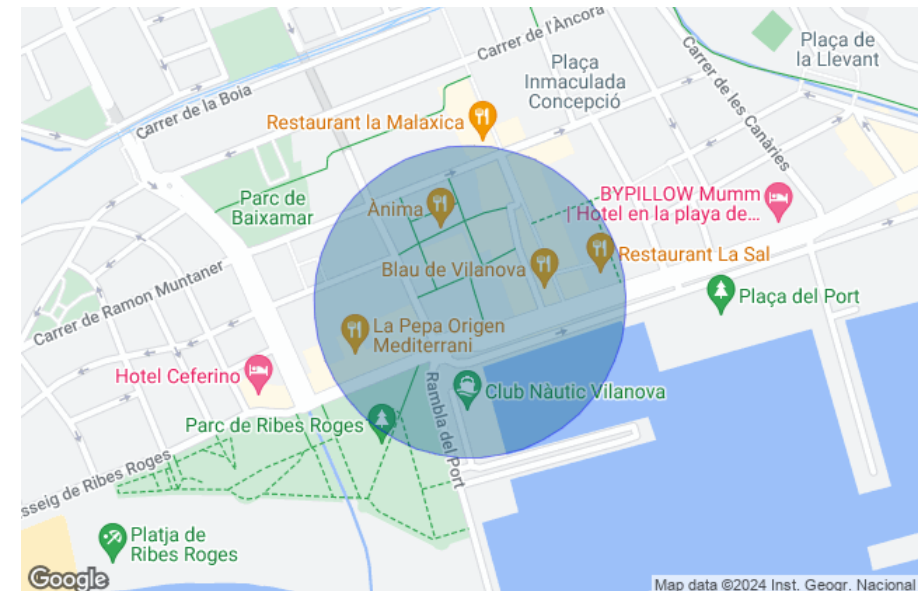 Carrer de l'Àncora
Plaça de
la Llevant
Plaça
Inmaculada
Concepció
Carrer de les Canàries
Carrer de la Boia
Restaurant la Malaxica
Parc de
Baixamar
Ànima
BYPILLOW Mumm
| Hotel en la playa de...
Restaurant La Sal
Blau de Vilanova
Plaça del Port
Carrer de Ramon Muntaner
La Pepa Origen
Mediterrani
Hotel Ceferino
Club Nàutic Vilanova
Rambla del Port
Parc de Ribes Roges
sseig de Ribes Roges
Platja de
Ribes Roges
Google
Map data ©2024 Inst. Geogr. Nacional